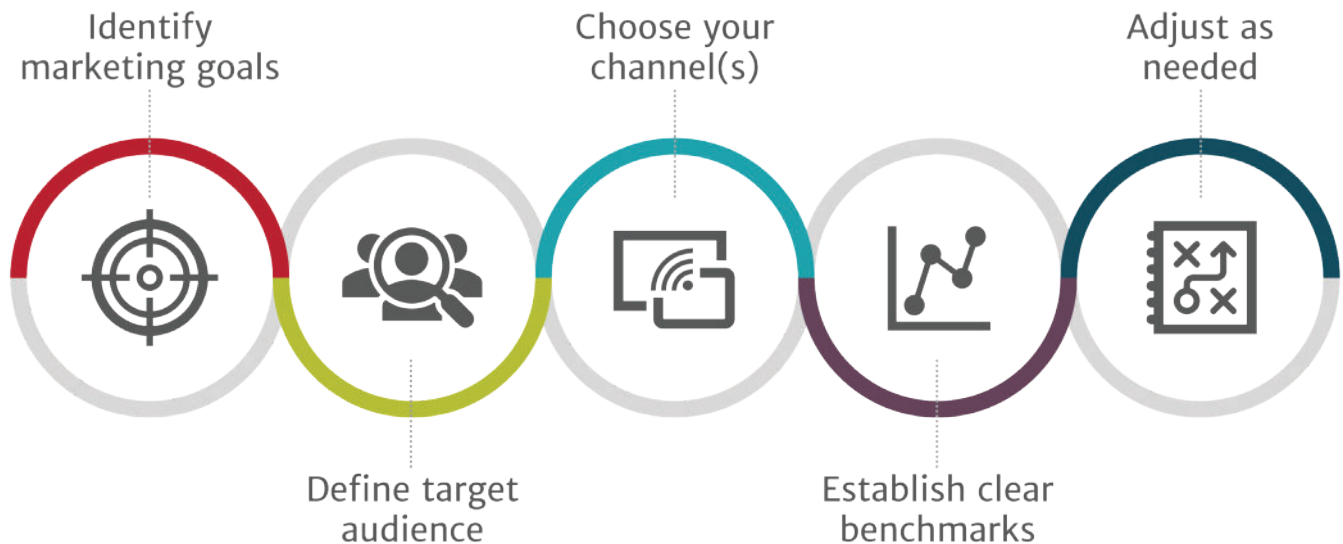 Identify
marketing goals
Define target
audience
Choose your
channel(s)
Establish clear
benchmarks
Adjust as
needed